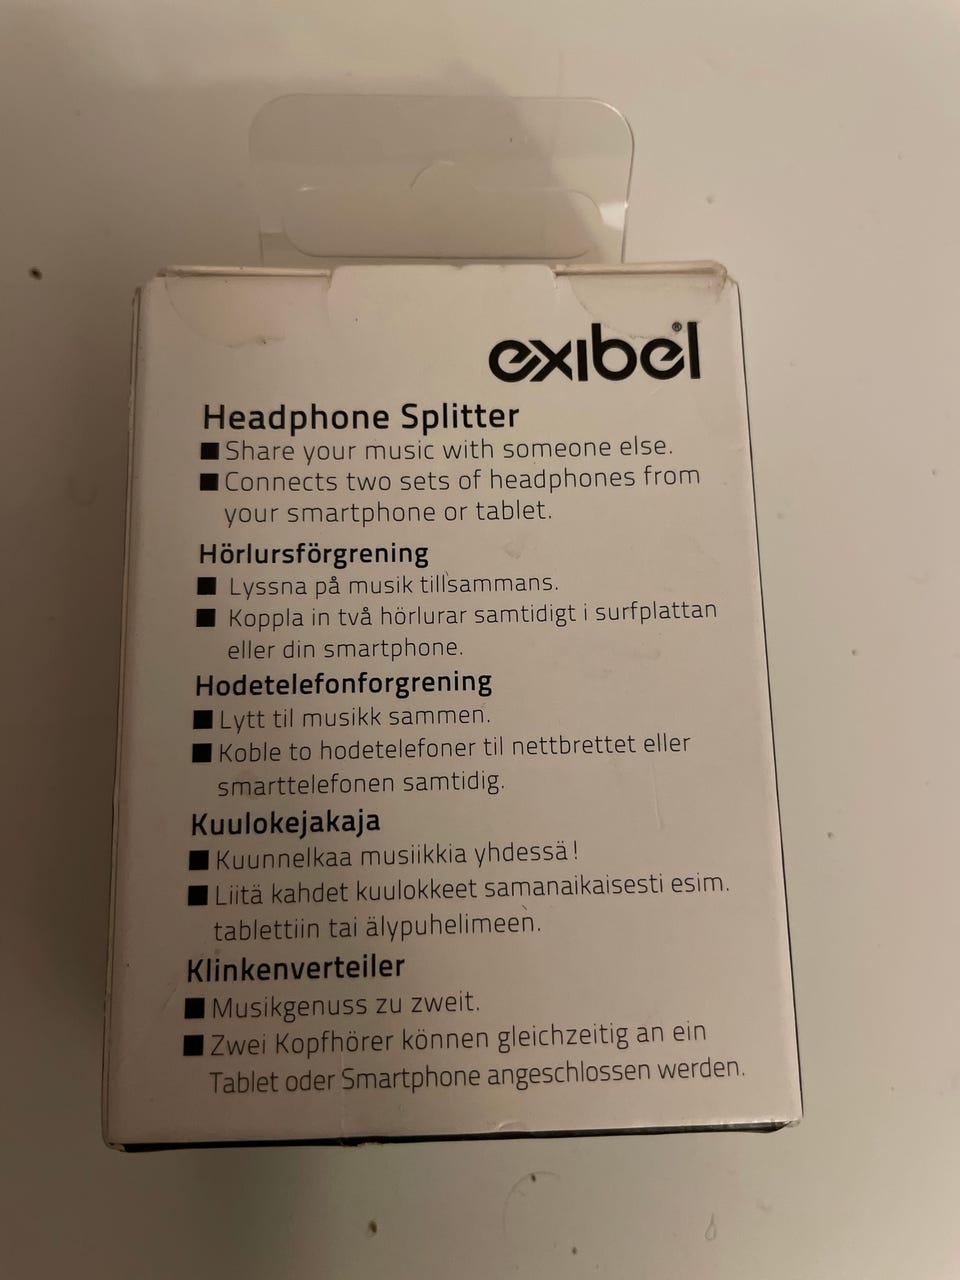 exibel®
Headphone Splitter
■ Share your music with someone else.
■ Connects two sets of headphones from
your smartphone or tablet.
Hörlursförgrening
■ Lyssna på musik tillsammans.
■ Koppla in två hörlurar samtidigt i surfplattan
eller din smartphone.
Hodetelefonforgrening
■ Lytt til musikk sammen.
■ Koble to hodetelefoner til nettbrettet eller
smarttelefonen samtidig.
Kuulokejakaja
■ Kuunnelkaa musiikkia yhdessä!
■ Liitä kahdet kuulokkeet samanaikaisesti esim.
tablettiin tai älypuhelimeen.
Klinkenverteiler
■ Musikgenuss zu zweit.
■ Zwei Kopfhörer können gleichzeitig an ein
Tablet oder Smartphone angeschlossen werden.